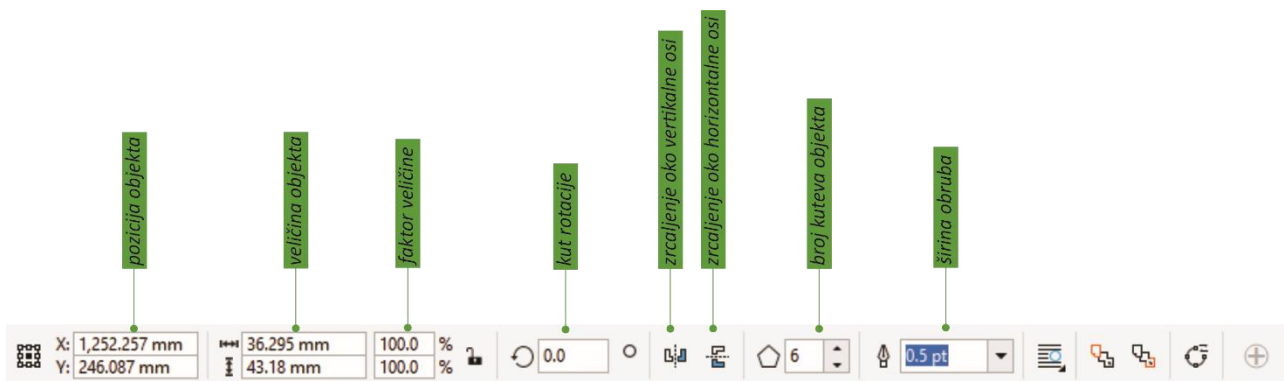 pozicija objekta
veličina objekta
faktor veličine
kut rotacije
zrcaljenje oko vertikalne osi
zrcaljenje oko horizontalne osi
broj kuteva objekta
širina obruba
X: 1,252.257 mm 36.295 mm 100.0 % 0.0 ° 6 0.5 pt
Y: 246.087 mm 43.18 mm 100.0 %